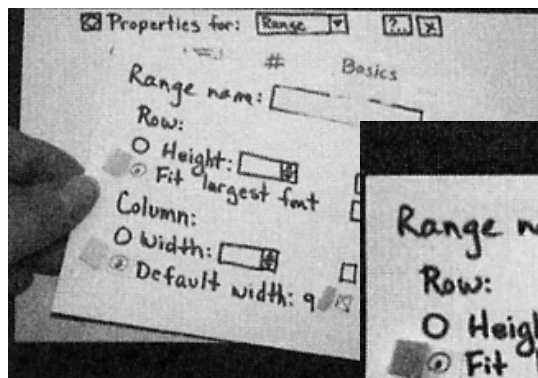 Properties for: Range ?.. x
# Basics
Range name:
Row:
Height:
Fit largest font
Column:
Width:
Default width: 9
Range n
Row:
Heigh
Fit